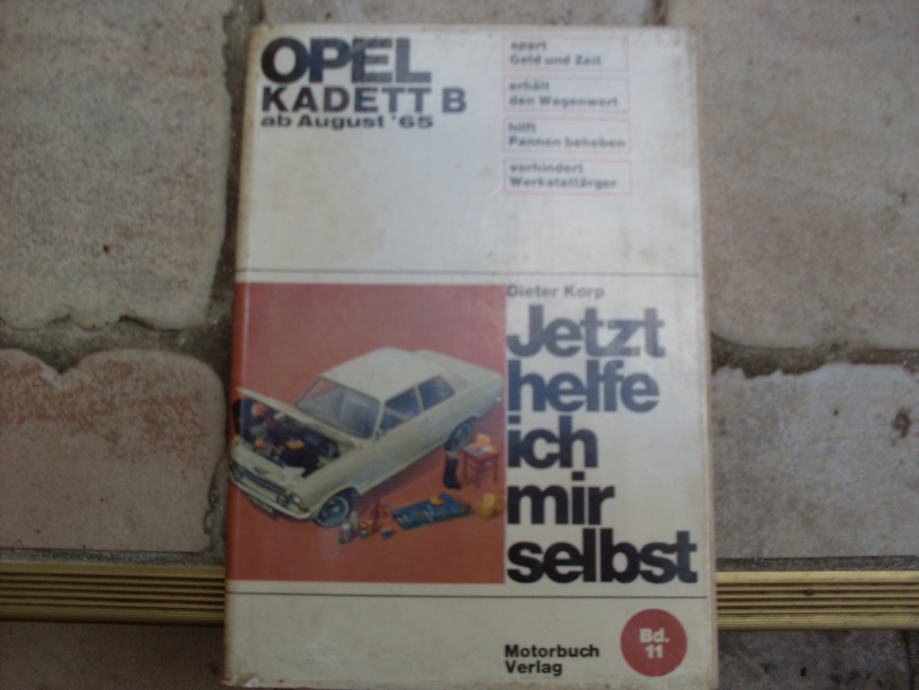 OPEL
KADETT B
ab August '65
spart
Geld und Zeit
erhält
den Wagenwert
hilft
Pannen beheben
verhindert
Werkstattärger
Dieter Korp
Jetzt
helfe
ich
mir
selbst
Motorbuch
Verlag
Bd.
11